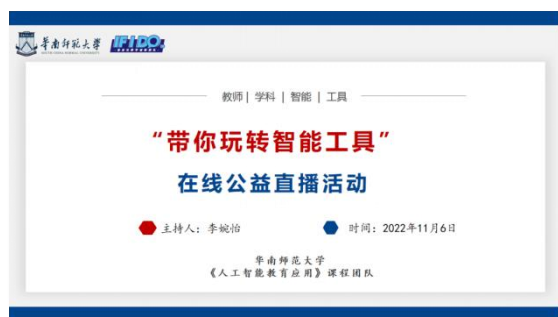 华南师范大学 IFIDO
教师 | 学科 | 智能 | 工具
“带你玩转智能工具”
在线公益直播活动
主持人：李婉怡
时间：2022年11月6日
华南师范大学
《人工智能教育应用》课程团队